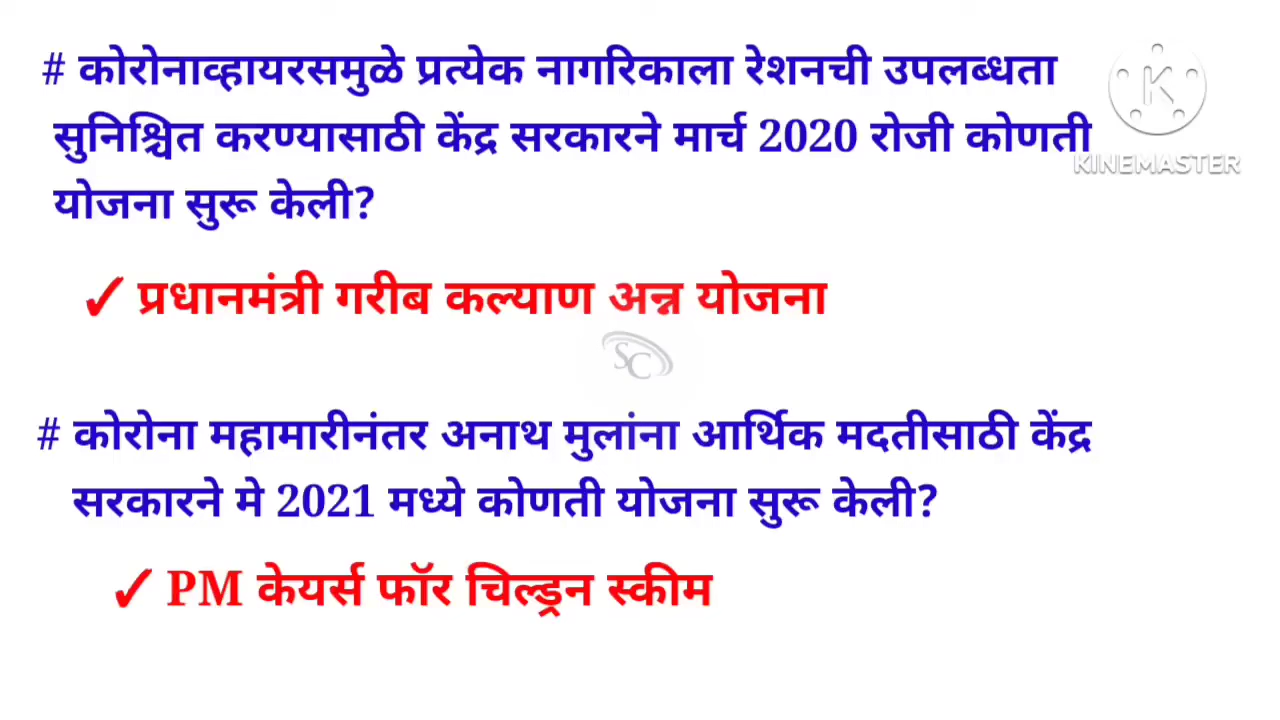 # कोरोनाव्हायरसमुळे प्रत्येक नागरिकाला रेशनची उपलब्धता
सुनिश्चित करण्यासाठी केंद्र सरकारने मार्च 2020 रोजी कोणती
योजना सुरू केली?
K
KINEMASTER
✓ प्रधानमंत्री गरीब कल्याण अन्न योजना
SC
# कोरोना महामारीनंतर अनाथ मुलांना आर्थिक मदतीसाठी केंद्र
सरकारने मे 2021 मध्ये कोणती योजना सुरू केली?
✓ PM केयर्स फॉर चिल्ड्रन स्कीम